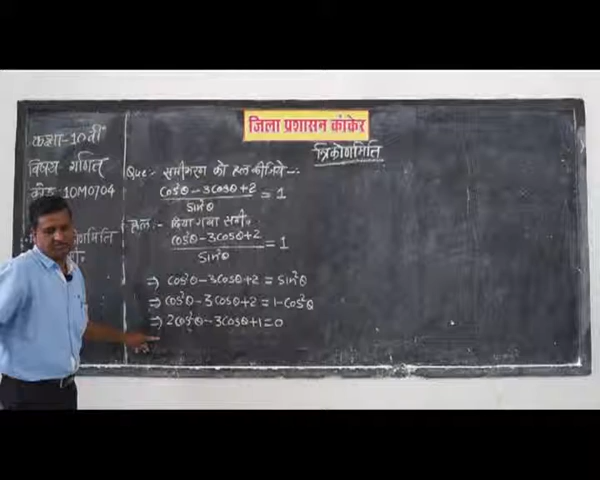 जिला प्रशासन कांकेर
त्रिकोणमिति
कक्षा-10वीं
विषय गणित
कोड 10M0704
Que:- समीकरण को हल कीजिये -:
cos²θ-3cosθ+2 / sin²θ = 1
हल:- दिया गया समी.
cos²θ-3cosθ+2 / sin²θ = 1
⇒ cos²θ-3cosθ+2 = sin²θ
⇒ cos²θ-3cosθ+2 = 1-cos²θ
⇒ 2cos²θ-3cosθ+1=0